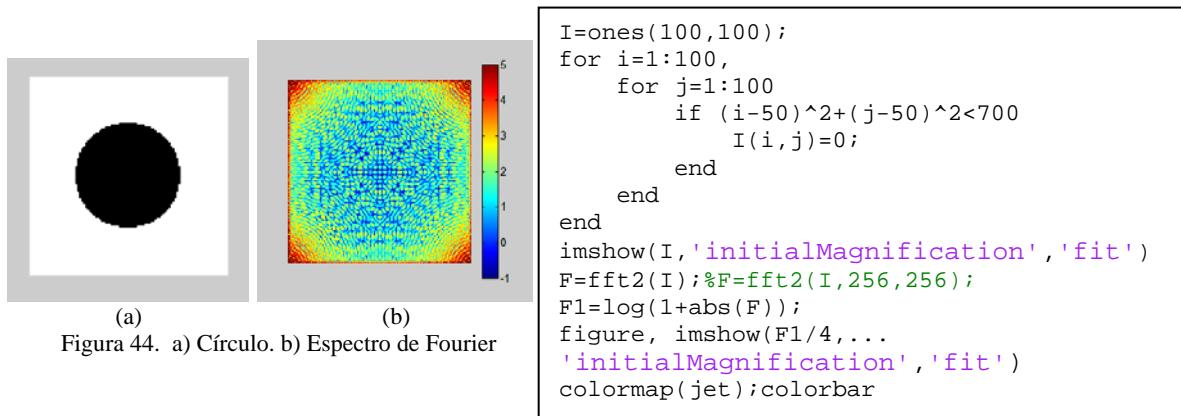 5
4
3
2
1
0
-1
(a)
(b)
Figura 44. a) Círculo. b) Espectro de Fourier
I=ones(100,100);
for i=1:100,
for j=1:100
if (i-50)^2+(j-50)^2<700
I(i,j)=0;
end
end
end
imshow(I,'initialMagnification','fit')
F=fft2(I);%F=fft2(I,256,256);
F1=log(1+abs(F));
figure, imshow(F1/4,...
'initialMagnification','fit')
colormap(jet);colorbar